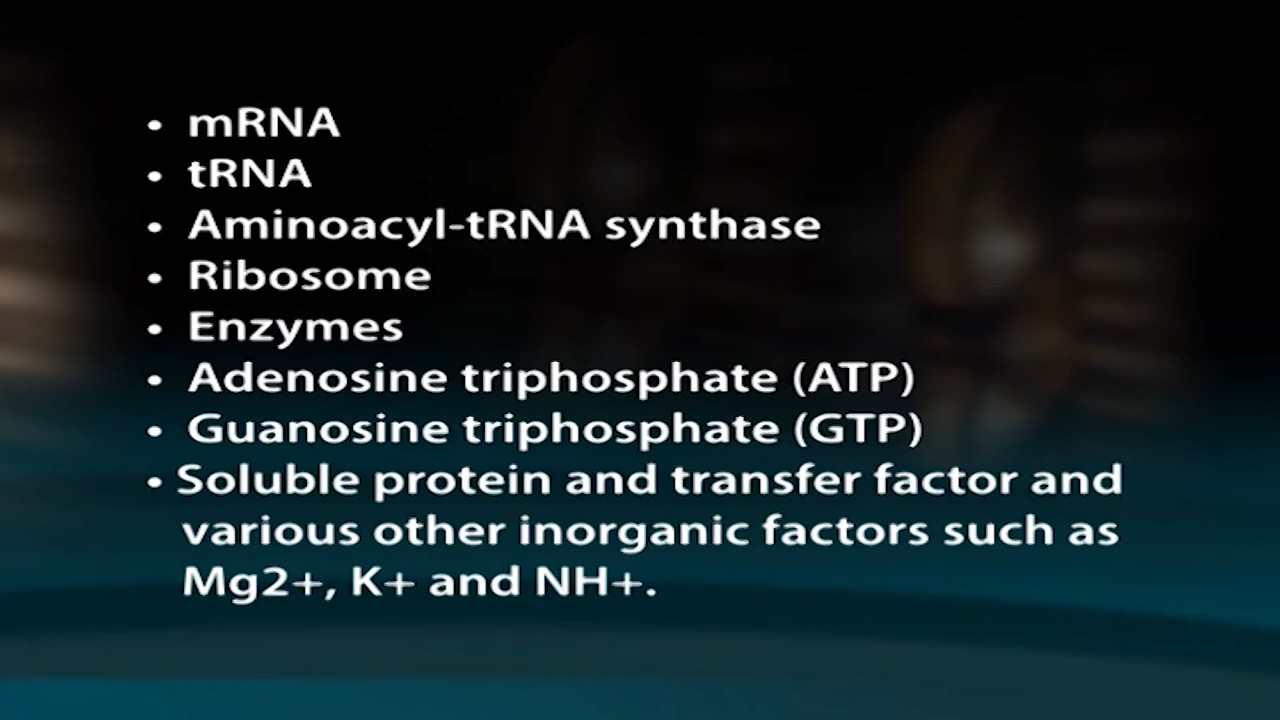 • mRNA
• tRNA
• Aminoacyl-tRNA synthase
• Ribosome
• Enzymes
• Adenosine triphosphate (ATP)
• Guanosine triphosphate (GTP)
• Soluble protein and transfer factor and
various other inorganic factors such as
Mg2+, K+ and NH+.